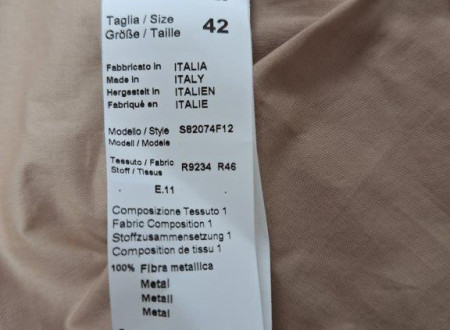 Taglia / Size 42
Größe / Taille
Fabbricato in ITALIA
Made in ITALY
Hergestelt in ITALIEN
Fabriqué en ITALIE
Modello / Style S82074F12
Modell / Modele
Tessuto / Fabric R9234 R46
Stoff / Tissus
E.11
Composizione Tessuto 1
Fabric Composition 1
Stoffzusammensetzung 1
Composition de tissu 1
100% Fibra metallica
Metal
Metall
Metal